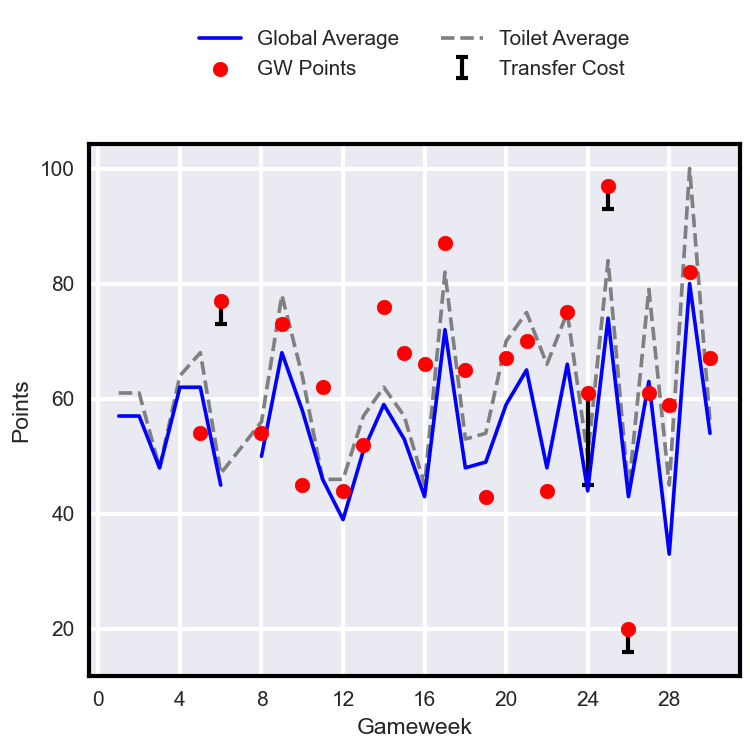 Global Average
Toilet Average
GW Points
Transfer Cost
100
80
60
40
20
Points
0 4 8 12 16 20 24 28
Gameweek